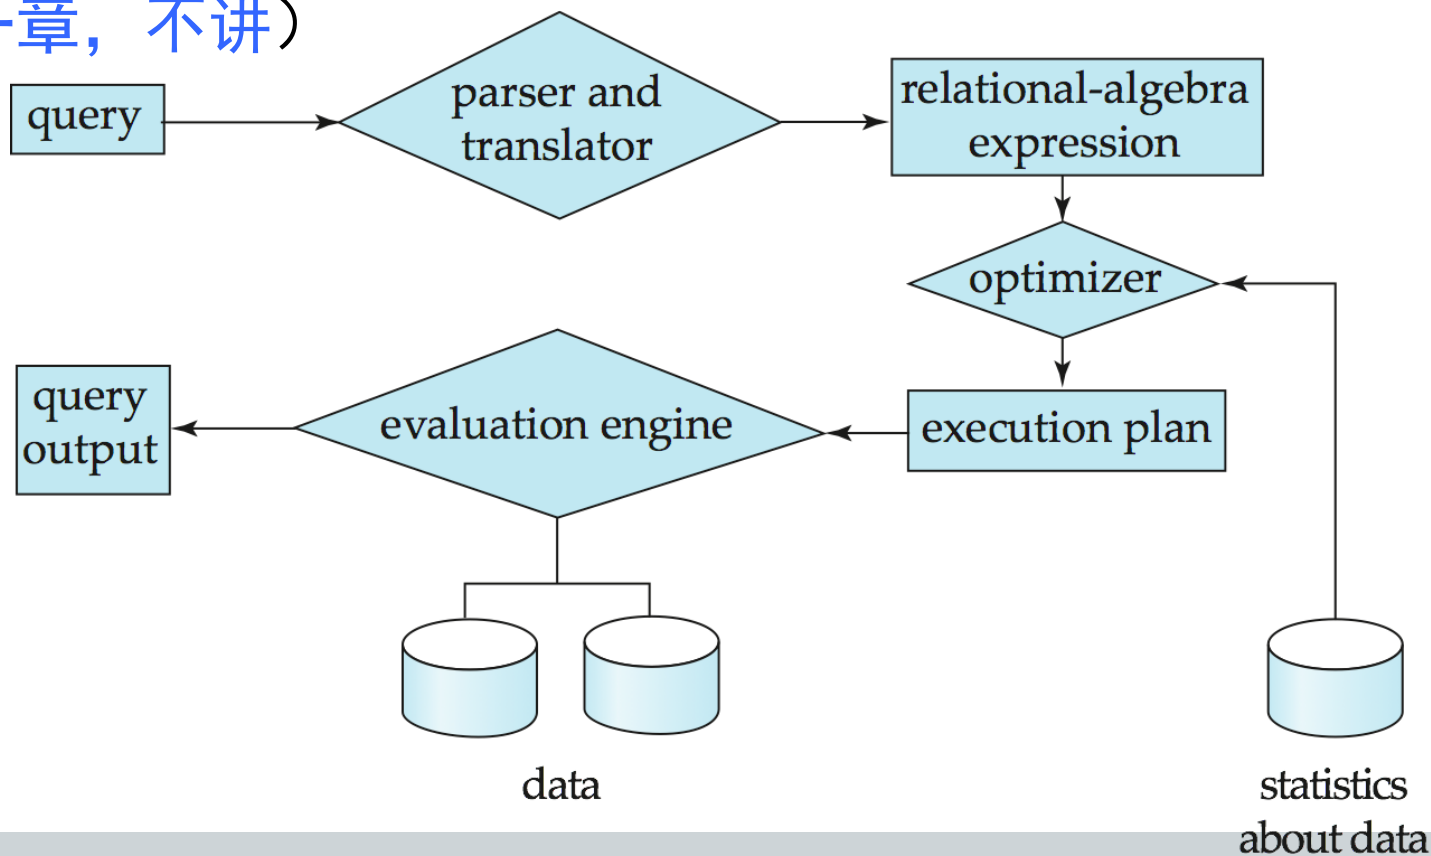 章，不讲）
query
parser and
translator
relational-algebra
expression
optimizer
query
output
evaluation engine
execution plan
data
statistics
about data